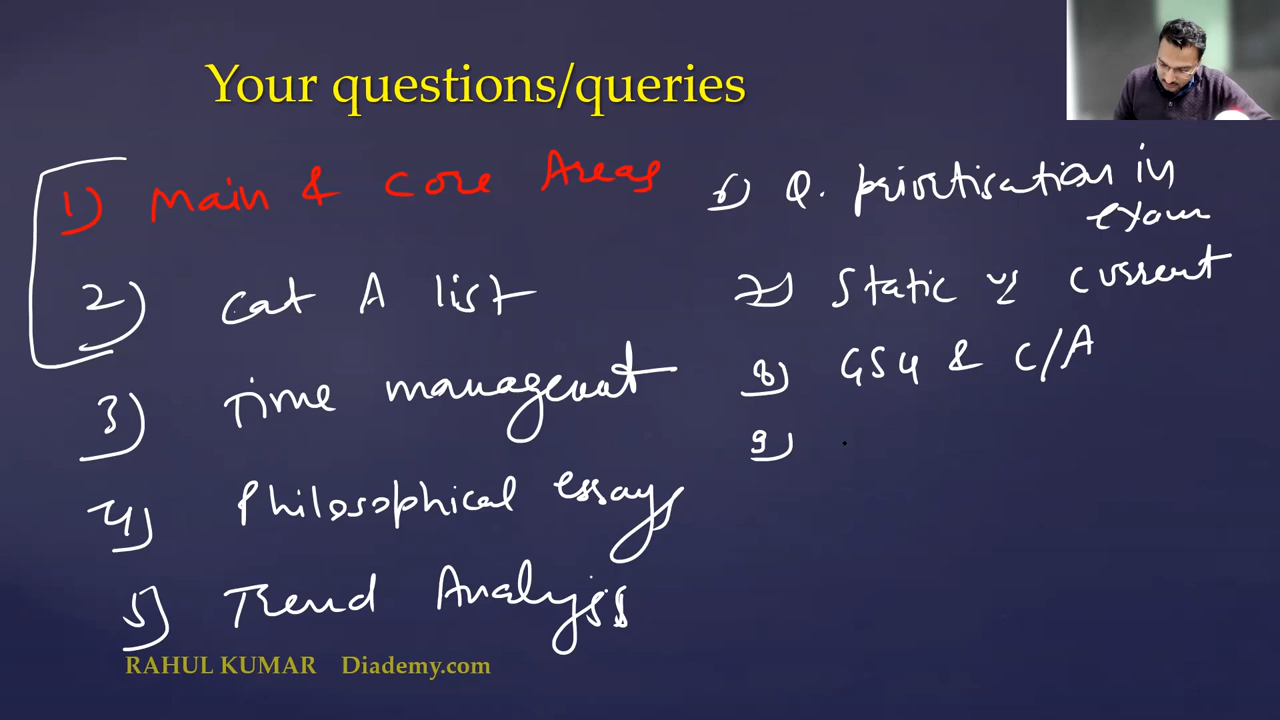 Your questions/queries
1) Main & Core Areas
2) Cat A list
3) Time management
4) Philosophical essays
5) Trend Analysis
6) Q. prioritisation in
exam
7) Static vs current
8) GS4 & C/A
9)
RAHUL KUMAR Diademy.com